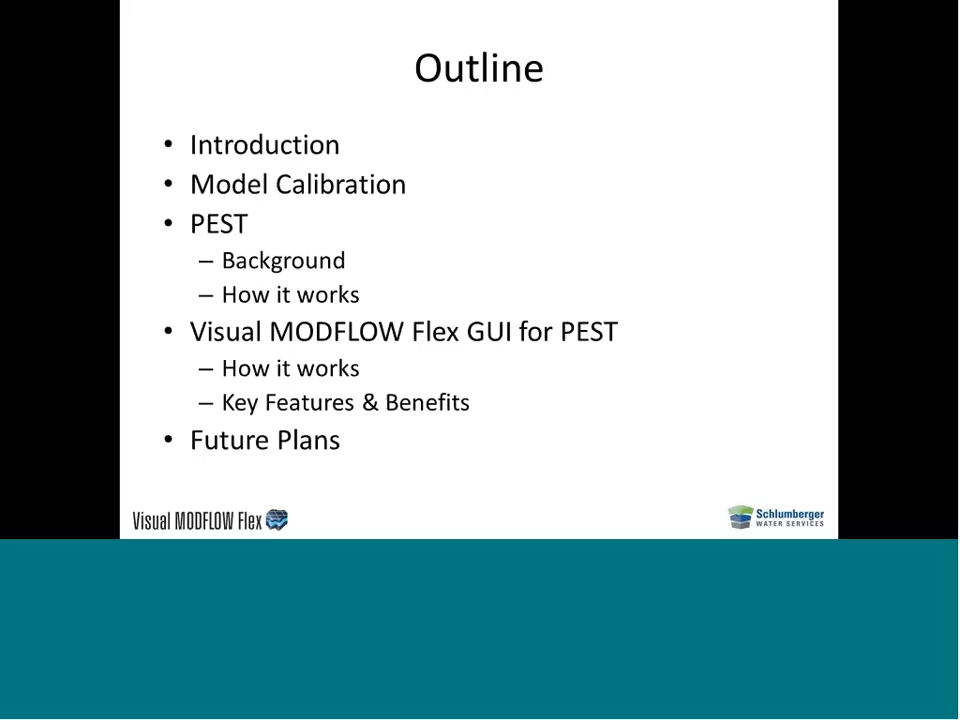 Outline
• Introduction
• Model Calibration
• PEST
– Background
– How it works
• Visual MODFLOW Flex GUI for PEST
– How it works
– Key Features & Benefits
• Future Plans
Visual MODFLOW Flex
Schlumberger
WATER SERVICES